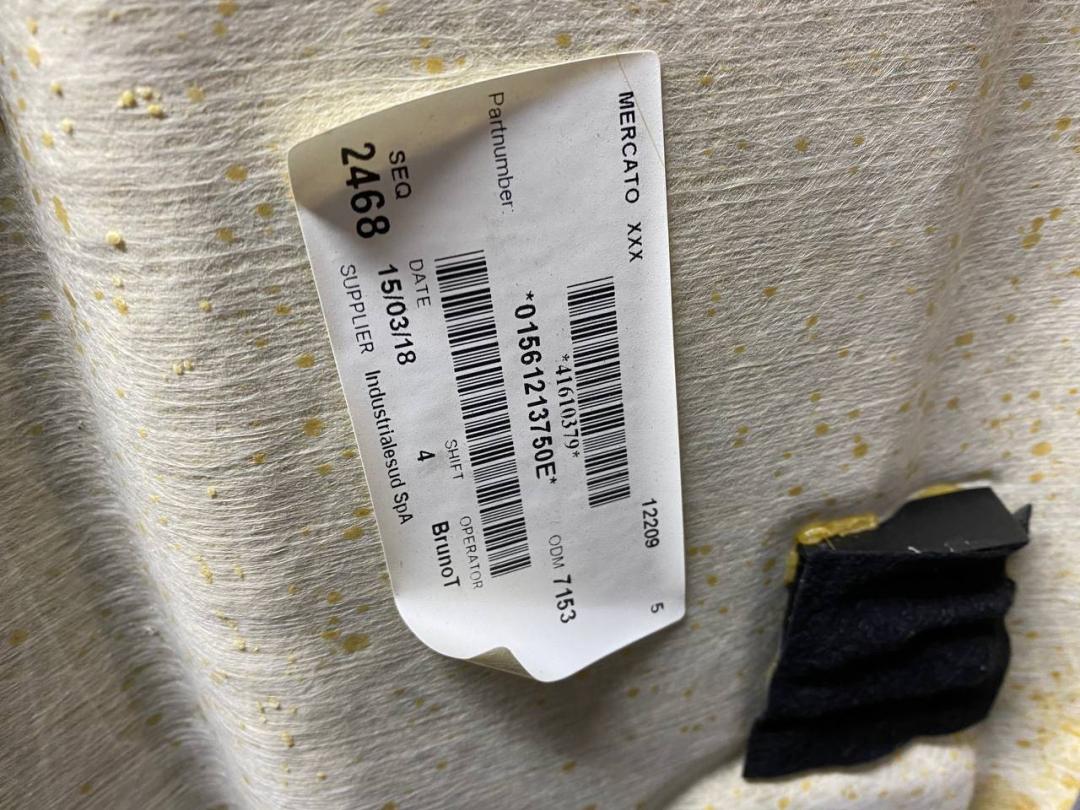 MERCATO XXX 12209 5
*41610379*
Partnumber: *01561213750E* ODM 7153
SEQ DATE SHIFT OPERATOR
2468 15/03/18 4 BrunoT
SUPPLIER Industrialesud SpA